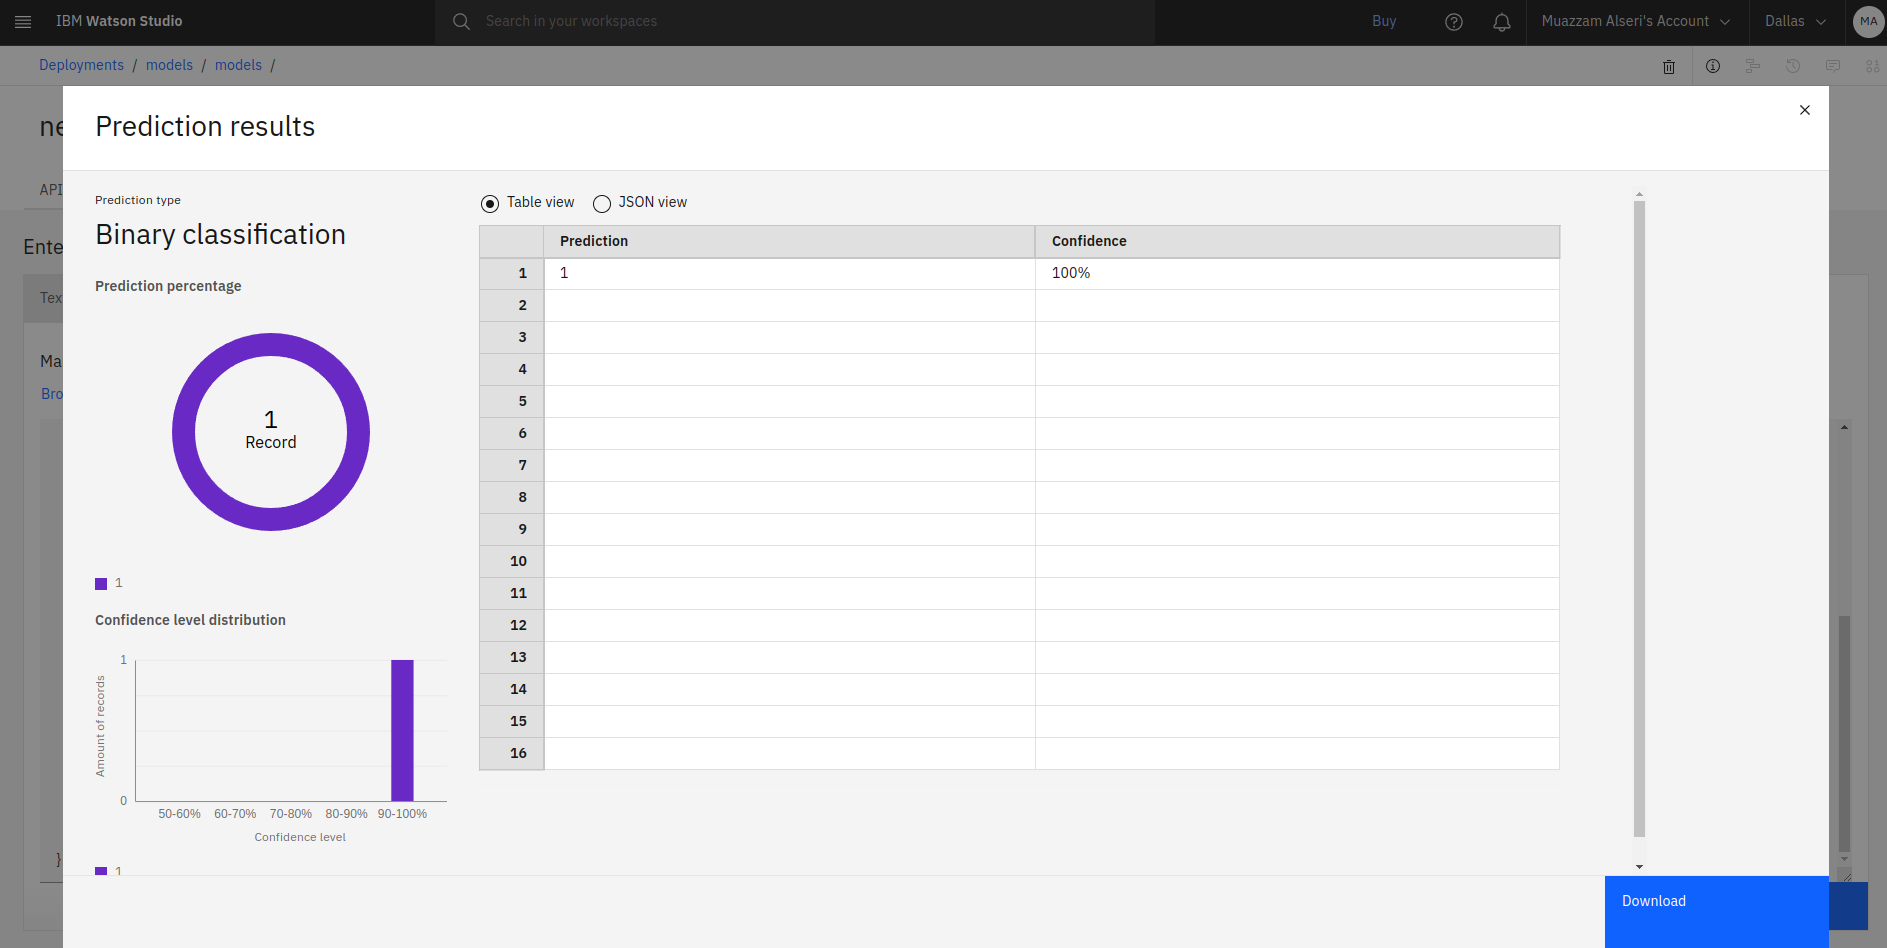 IBM Watson Studio
Search in your workspaces
Buy
Muazzam Alseri's Account
Dallas
MA
Deployments / models / models /
Prediction results
API
Ente
Tex
Ma
Bro
}
Prediction type
Binary classification
Prediction percentage
1
Record
1
Confidence level distribution
1
0
Amount of records
50-60% 60-70% 70-80% 80-90% 90-100%
Confidence level
1
Table view JSON view
Prediction Confidence
1 1 100%
2
3
4
5
6
7
8
9
10
11
12
13
14
15
16
Download